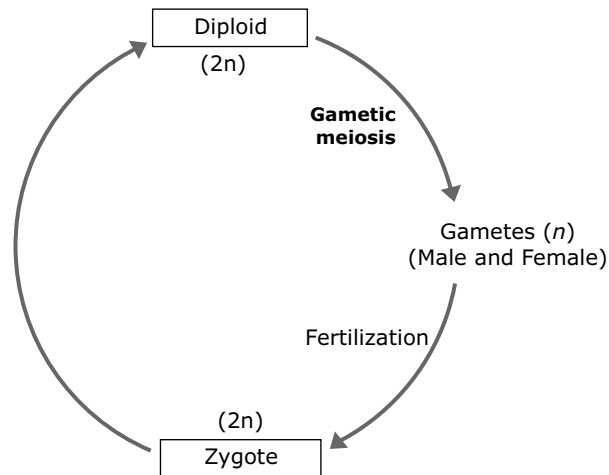 Diploid
(2n)
Gametic
meiosis
Gametes (n)
(Male and Female)
Fertilization
(2n)
Zygote